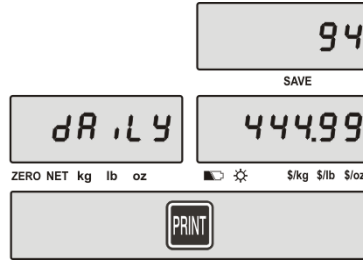 94
SAVE
dAiLY 444.99
ZERO NET kg lb oz $/kg $/lb $/oz
PRINT